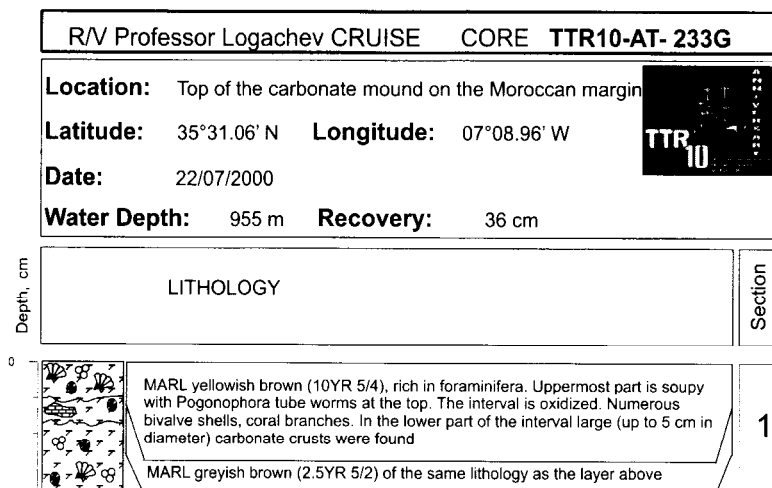 R/V Professor Logachev CRUISE CORE TTR10-AT- 233G
Location: Top of the carbonate mound on the Moroccan margin
Latitude: 35°31.06' N Longitude: 07°08.96' W
TTR
10
Date: 22/07/2000
Water Depth: 955 m Recovery: 36 cm
Depth, cm
LITHOLOGY
Section
0
MARL yellowish brown (10YR 5/4), rich in foraminifera. Uppermost part is soupy
with Pogonophora tube worms at the top. The interval is oxidized. Numerous
bivalve shells, coral branches. In the lower part of the interval large (up to 5 cm in
diameter) carbonate crusts were found
1
MARL greyish brown (2.5YR 5/2) of the same lithology as the layer above